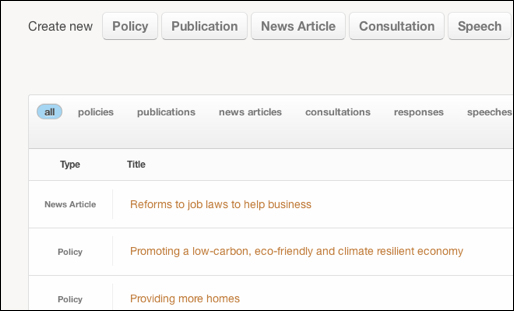 Create new Policy Publication News Article Consultation Speech
all policies publications news articles consultations responses speeches
Type Title
News Article Reforms to job laws to help business
Policy Promoting a low-carbon, eco-friendly and climate resilient economy
Policy Providing more homes